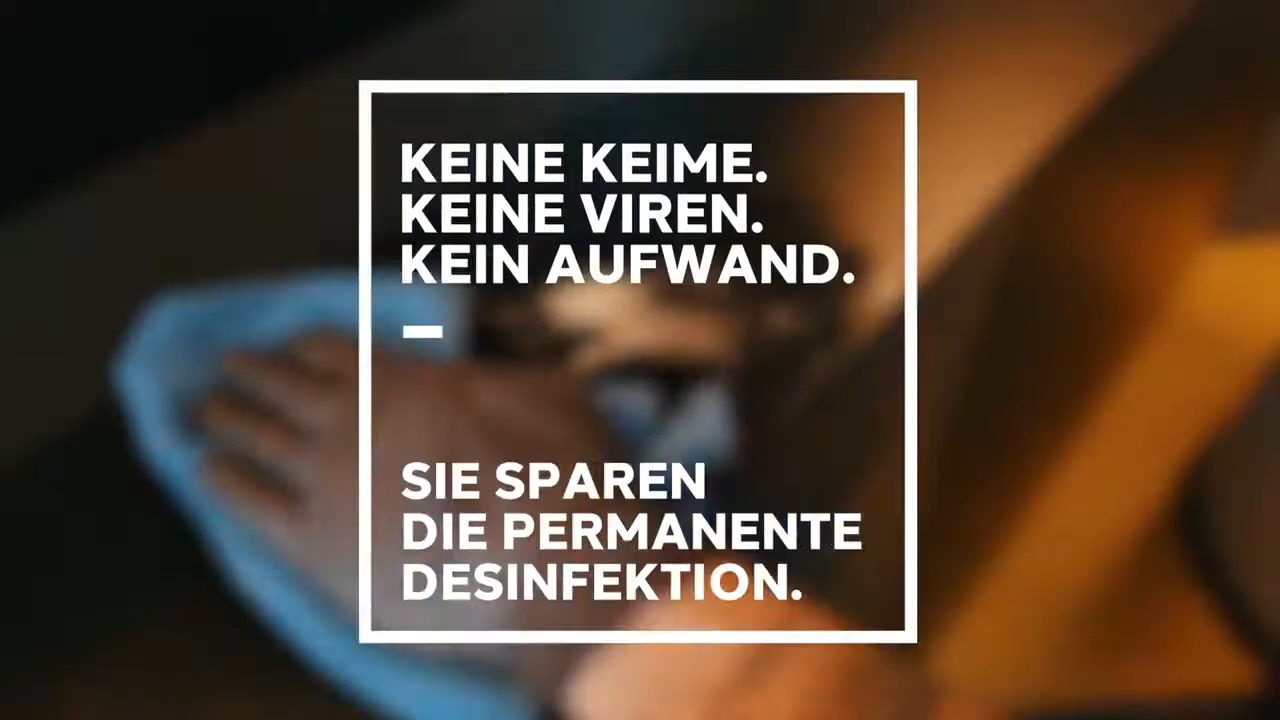 KEINE KEIME.
KEINE VIREN.
KEIN AUFWAND.
SIE SPAREN
DIE PERMANENTE
DESINFEKTION.